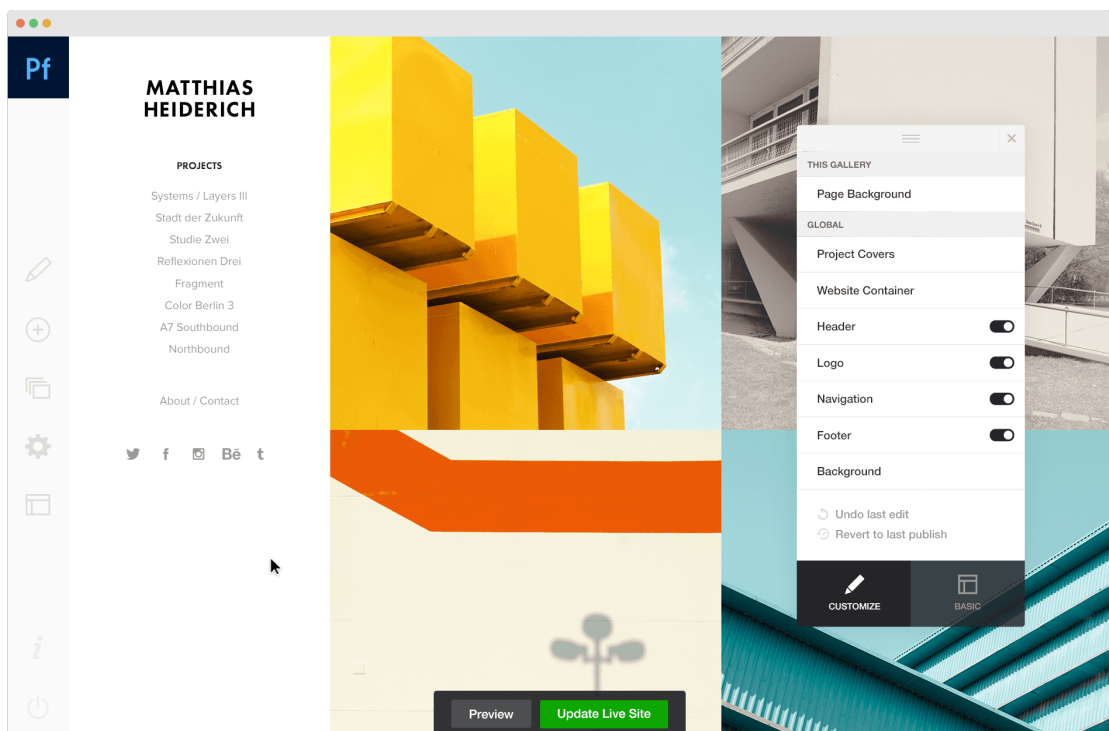 Pf
MATTHIAS
HEIDERICH
PROJECTS
Systems / Layers III
Stadt der Zukunft
Studie Zwei
Reflexionen Drei
Fragment
Color Berlin 3
A7 Southbound
Northbound
About / Contact
f
Bē
t
i
THIS GALLERY
Page Background
GLOBAL
Project Covers
Website Container
Header
Logo
Navigation
Footer
Background
Undo last edit
Revert to last publish
CUSTOMIZE
BASIC
Preview
Update Live Site